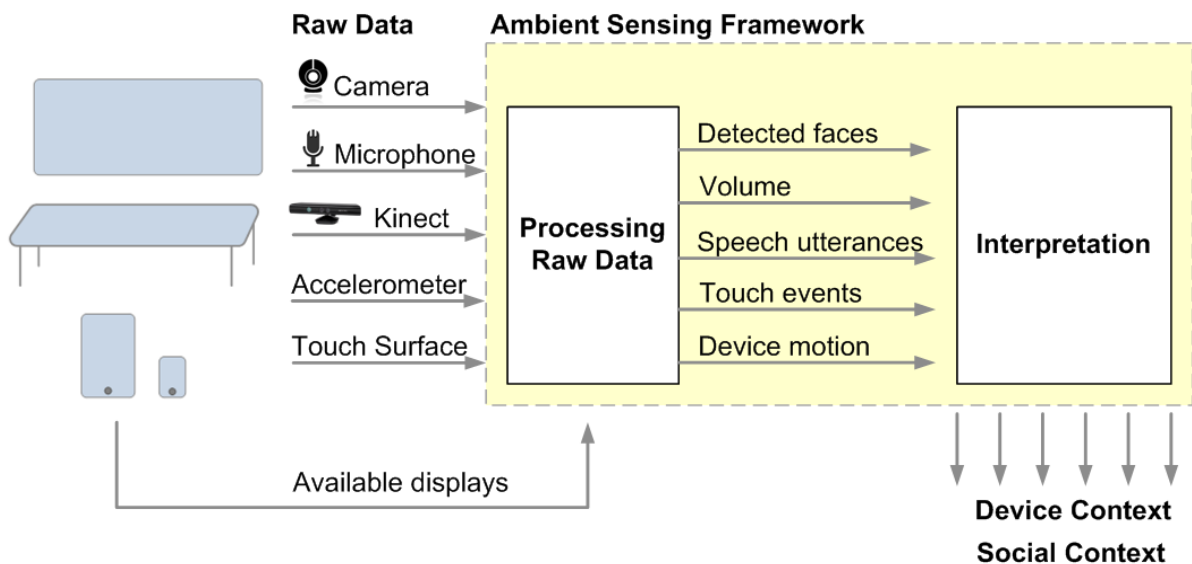 Raw Data
Ambient Sensing Framework
Camera
Microphone
Kinect
Accelerometer
Touch Surface
Processing
Raw Data
Detected faces
Volume
Speech utterances
Touch events
Device motion
Interpretation
Available displays
Device Context
Social Context